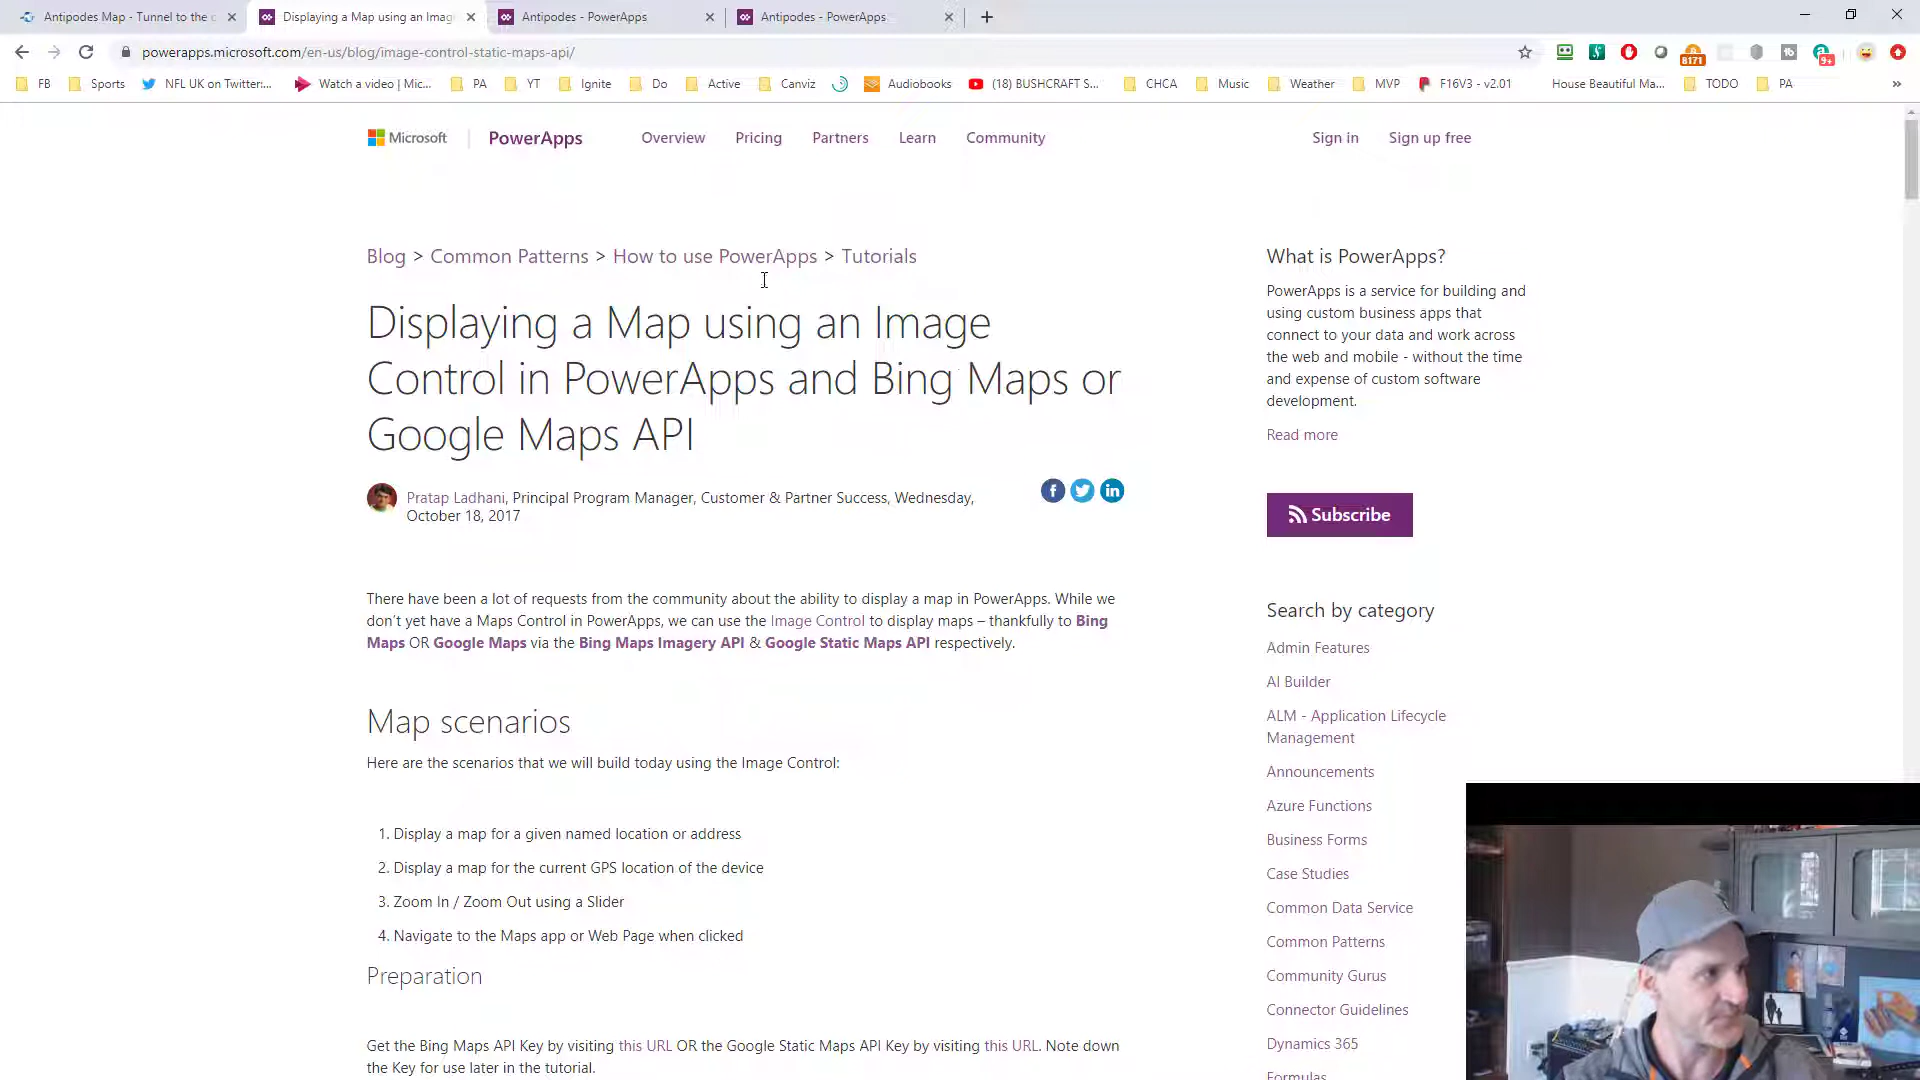 Antipodes Map - Tunnel to the
Displaying a Map using an Imag
Antipodes - PowerApps
Antipodes - PowerApps
powerapps.microsoft.com/en-us/blog/image-control-static-maps-api/
8171
9+
FB
Sports
NFL UK on Twitter:...
Watch a video | Mic...
PA
YT
Ignite
Do
Active
Canviz
Audiobooks
(18) BUSHCRAFT S...
CHCA
Music
Weather
MVP
F16V3 - v2.01
House Beautiful Ma...
TODO
PA
»
Microsoft
PowerApps
Overview
Pricing
Partners
Learn
Community
Sign in
Sign up free
Blog > Common Patterns > How to use PowerApps > Tutorials
Displaying a Map using an Image
Control in PowerApps and Bing Maps or
Google Maps API
Pratap Ladhani, Principal Program Manager, Customer & Partner Success, Wednesday,
October 18, 2017
There have been a lot of requests from the community about the ability to display a map in PowerApps. While we
don't yet have a Maps Control in PowerApps, we can use the Image Control to display maps – thankfully to Bing
Maps OR Google Maps via the Bing Maps Imagery API & Google Static Maps API respectively.
Map scenarios
Here are the scenarios that we will build today using the Image Control:
1. Display a map for a given named location or address
2. Display a map for the current GPS location of the device
3. Zoom In / Zoom Out using a Slider
4. Navigate to the Maps app or Web Page when clicked
Preparation
Get the Bing Maps API Key by visiting this URL OR the Google Static Maps API Key by visiting this URL. Note down
the Key for use later in the tutorial.
What is PowerApps?
PowerApps is a service for building and
using custom business apps that
connect to your data and work across
the web and mobile - without the time
and expense of custom software
development.
Read more
Subscribe
Search by category
Admin Features
AI Builder
ALM - Application Lifecycle
Management
Announcements
Azure Functions
Business Forms
Case Studies
Common Data Service
Common Patterns
Community Gurus
Connector Guidelines
Dynamics 365
Formulas